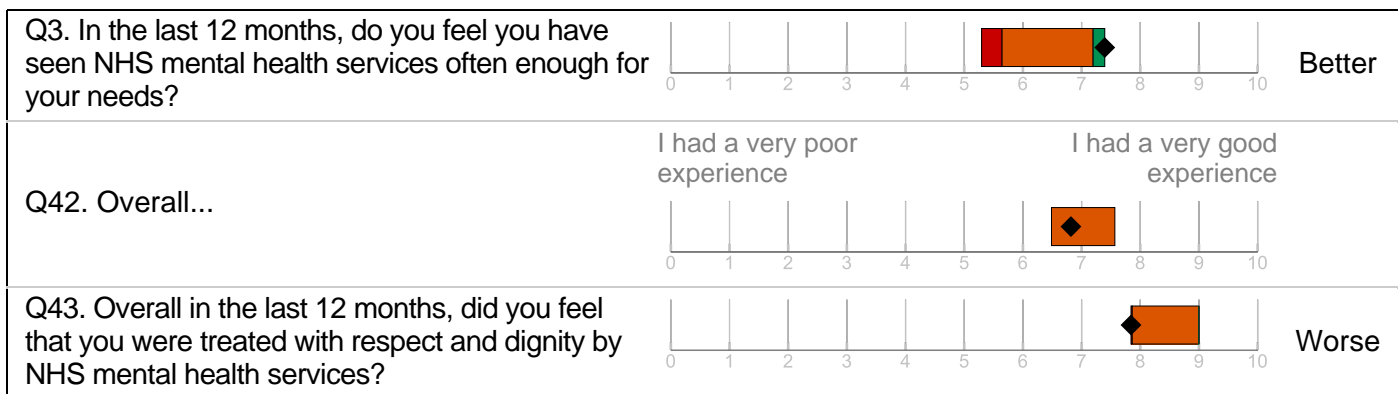 Q3. In the last 12 months, do you feel you have
seen NHS mental health services often enough for
your needs?
0 1 2 3 4 5 6 7 8 9 10
Better
I had a very poor
experience
I had a very good
experience
Q42. Overall...
0 1 2 3 4 5 6 7 8 9 10
Q43. Overall in the last 12 months, did you feel
that you were treated with respect and dignity by
NHS mental health services?
0 1 2 3 4 5 6 7 8 9 10
Worse